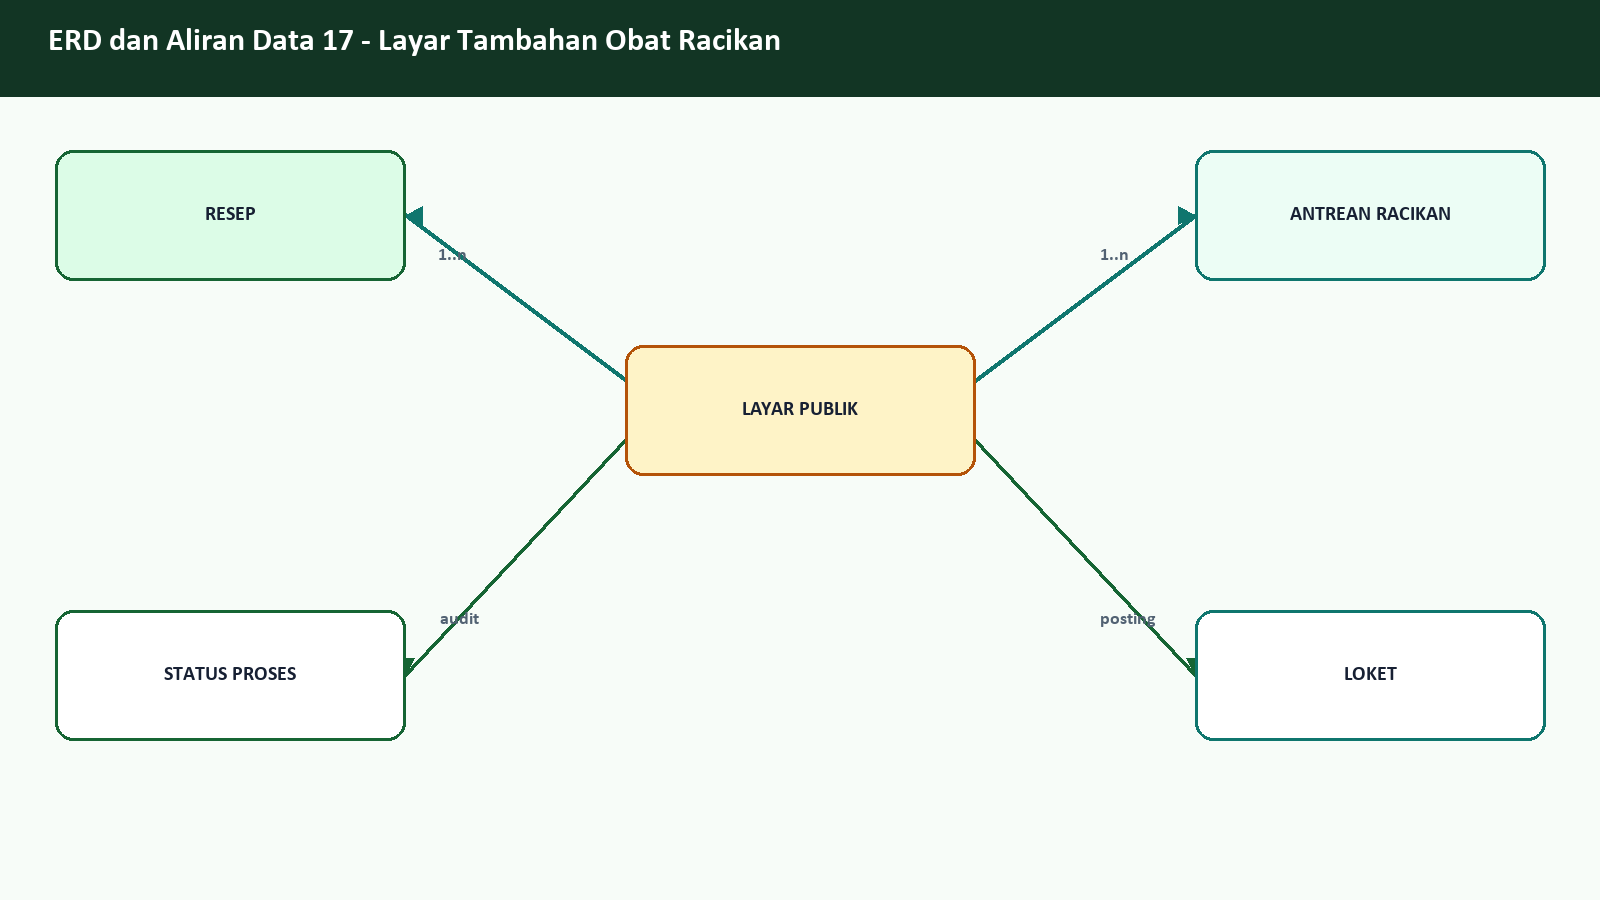 ERD dan Aliran Data 17 - Layar Tambahan Obat Racikan
RESEP
ANTREAN RACIKAN
1..n
1..n
LAYAR PUBLIK
audit
posting
STATUS PROSES
LOKET